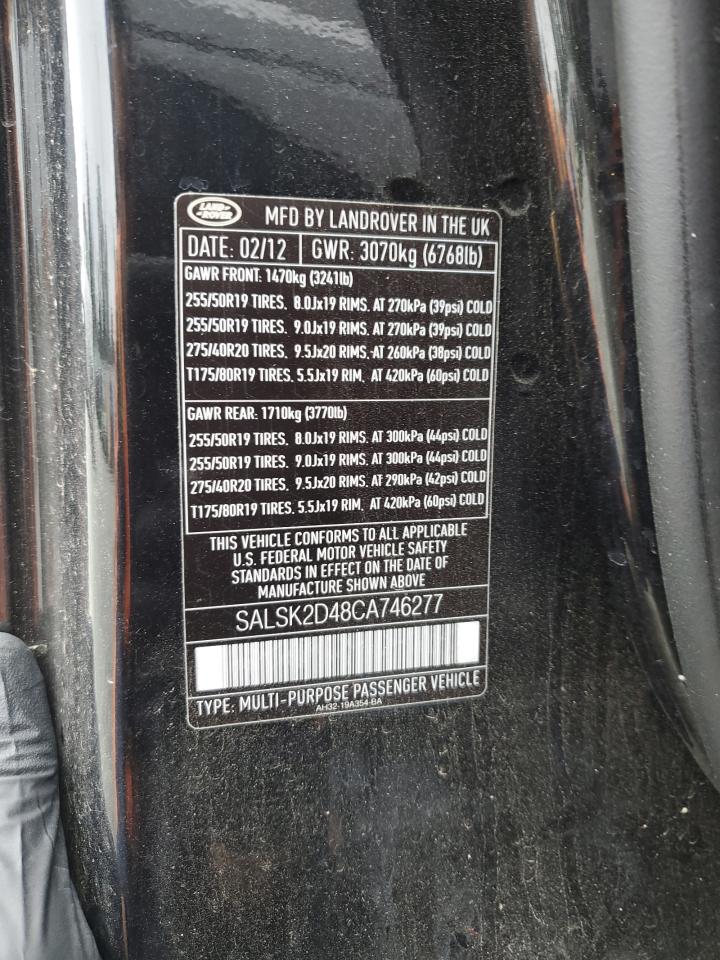 LAND ROVER
MFD BY LANDROVER IN THE UK
DATE: 02/12 GWR: 3070kg (6768lb)
GAWR FRONT: 1470kg (3241lb)
255/50R19 TIRES. 8.0Jx19 RIMS. AT 270kPa (39psi) COLD
255/50R19 TIRES. 9.0Jx19 RIMS. AT 270kPa (39psi) COLD
275/40R20 TIRES. 9.5Jx20 RIMS. AT 260kPa (38psi) COLD
T175/80R19 TIRES. 5.5Jx19 RIM. AT 420kPa (60psi) COLD
GAWR REAR: 1710kg (3770lb)
255/50R19 TIRES. 8.0Jx19 RIMS. AT 300kPa (44psi) COLD
255/50R19 TIRES. 9.0Jx19 RIMS. AT 300kPa (44psi) COLD
275/40R20 TIRES. 9.5Jx20 RIMS. AT 290kPa (42psi) COLD
T175/80R19 TIRES. 5.5Jx19 RIM. AT 420kPa (60psi) COLD
THIS VEHICLE CONFORMS TO ALL APPLICABLE
U.S. FEDERAL MOTOR VEHICLE SAFETY
STANDARDS IN EFFECT ON THE DATE OF
MANUFACTURE SHOWN ABOVE
SALSK2D48CA746277
TYPE: MULTI-PURPOSE PASSENGER VEHICLE
AH32-19A354-BA